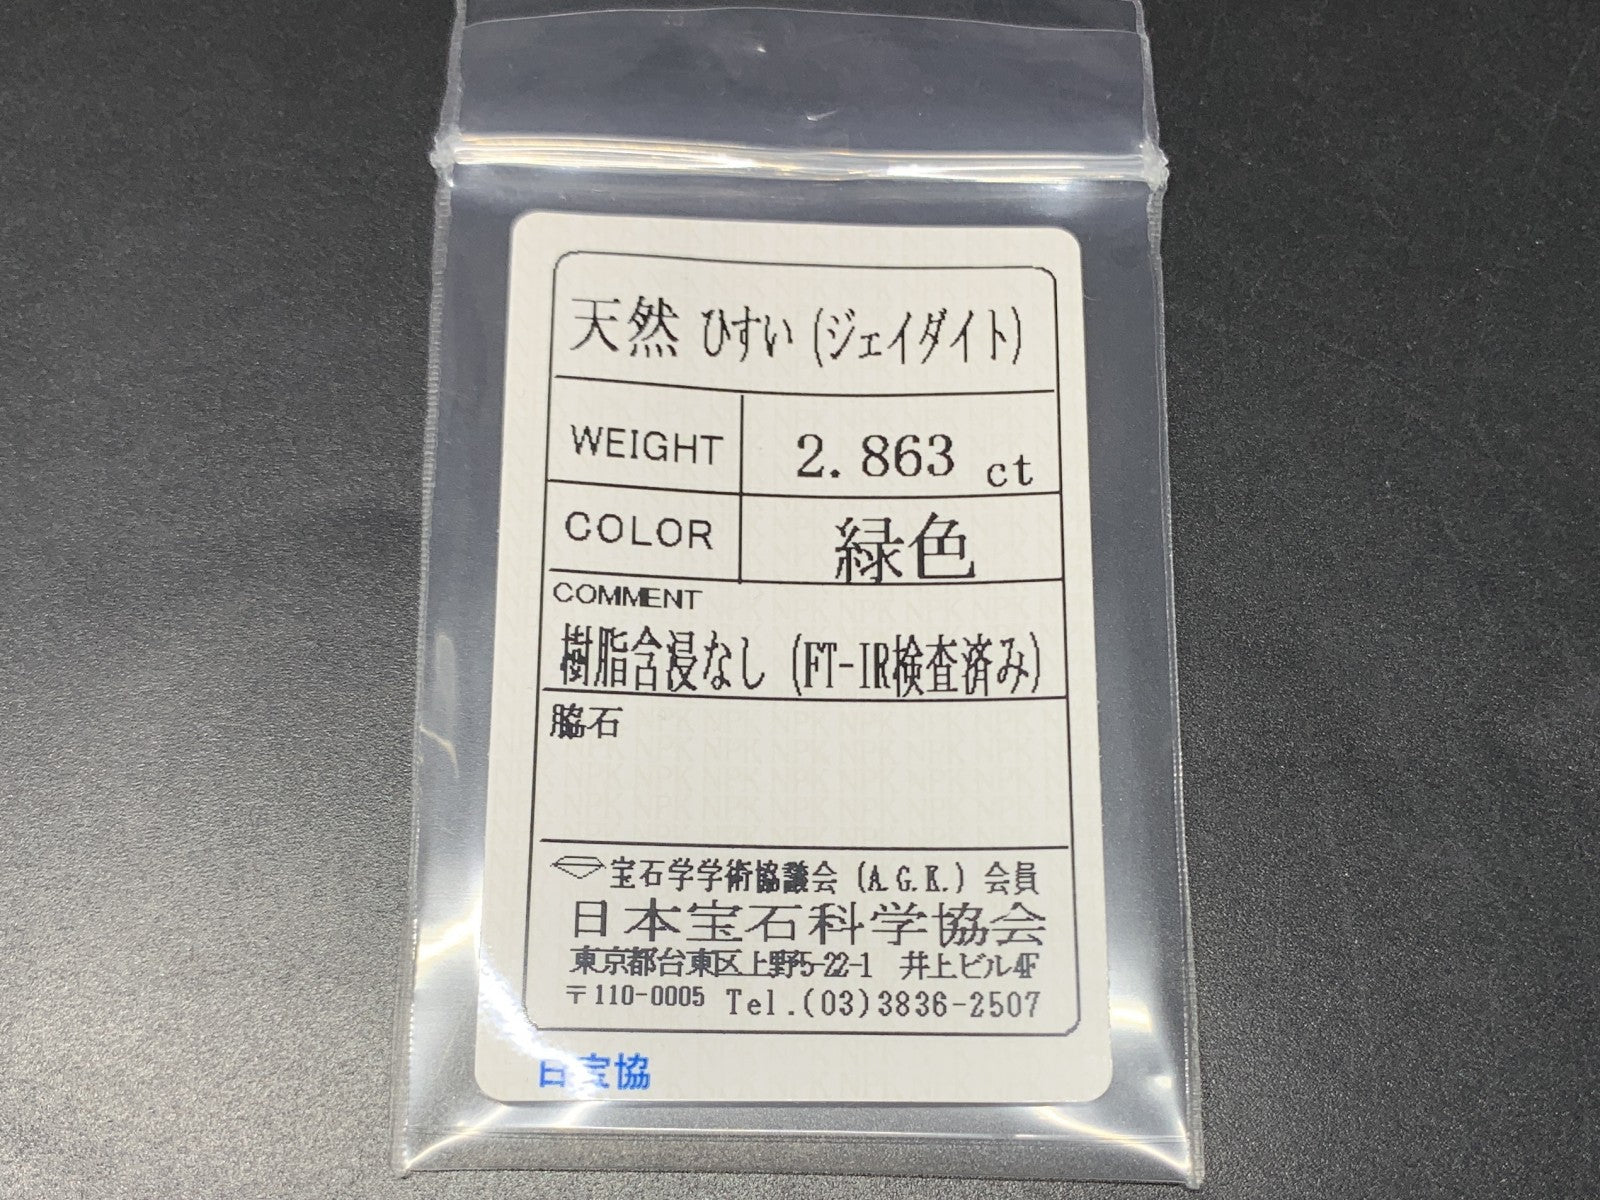 天然 ひすい (ジェイダイト)
WEIGHT 2.863 ct
COLOR 緑色
COMMENT
樹脂含浸なし (FT-IR検査済み)
脇石
宝石学学術協議会 (A.G.K.) 会員
日本宝石科学協会
東京都台東区上野5-22-1 井上ビル4F
〒110-0005 Tel.(03)3836-2507
日宝協